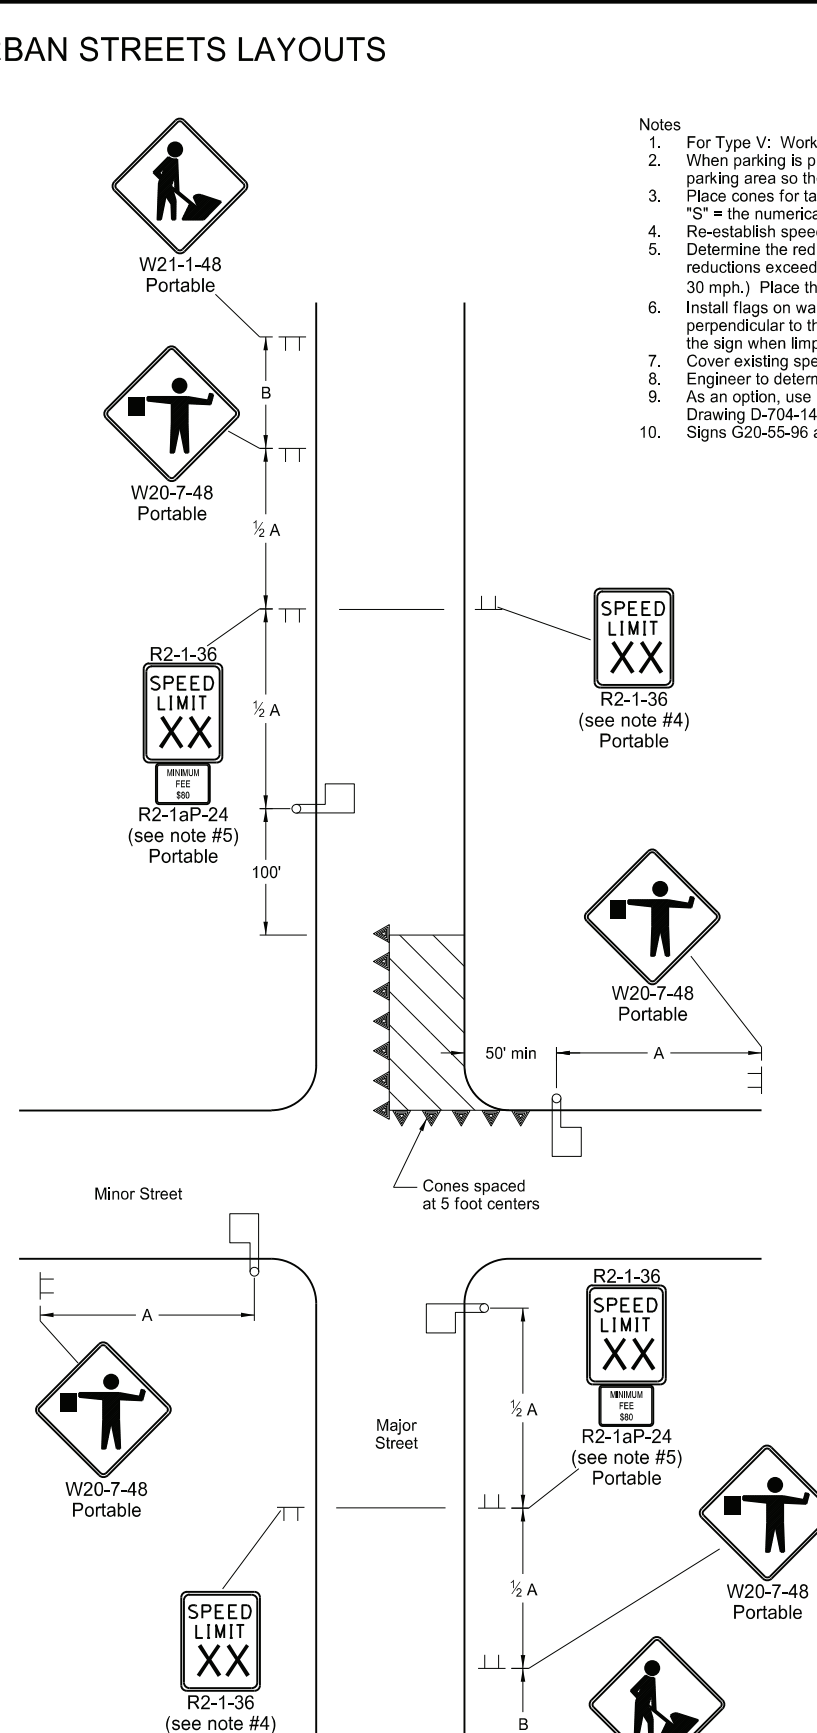 RBAN STREETS LAYOUTS
Notes
1. For Type V: Work
2. When parking is p
parking area so the
3. Place cones for ta
"S" = the numerica
4. Re-establish speed
5. Determine the red
reductions exceed
30 mph.) Place th
6. Install flags on wa
perpendicular to th
the sign when limp
7. Cover existing spe
8. Engineer to determ
9. As an option, use
Drawing D-704-14
10. Signs G20-55-96 a
W21-1-48
Portable
B
W20-7-48
Portable
½ A
R2-1-36
SPEED
LIMIT
XX
MINIMUM
FEE
$80
R2-1aP-24
(see note #5)
Portable
½ A
100'
SPEED
LIMIT
XX
R2-1-36
(see note #4)
Portable
W20-7-48
Portable
50' min
A
Cones spaced
at 5 foot centers
Minor Street
A
W20-7-48
Portable
Major
Street
R2-1-36
SPEED
LIMIT
XX
MINIMUM
FEE
$80
R2-1aP-24
(see note #5)
Portable
½ A
½ A
W20-7-48
Portable
SPEED
LIMIT
XX
R2-1-36
(see note #4)
B